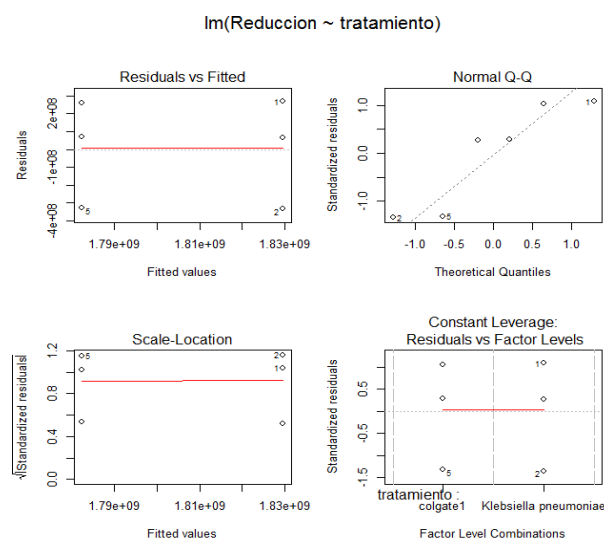 lm(Reduccion ~ tratamiento)
Residuals vs Fitted
Residuals
2e+08
-1e+08
-4e+08
1
5
2
1.79e+09 1.81e+09 1.83e+09
Fitted values
Normal Q-Q
Standardized residuals
1.0
0.0
-1.0
1
2
5
-1.0 -0.5 0.0 0.5 1.0
Theoretical Quantiles
Scale-Location
√|Standardized residuals|
1.2
0.8
0.4
0.0
5
2
1
1.79e+09 1.81e+09 1.83e+09
Fitted values
Constant Leverage:
Residuals vs Factor Levels
Standardized residuals
0.5
-0.5
-1.5
1
5
2
tratamiento :
colgate1 Klebsiella pneumoniae
Factor Level Combinations